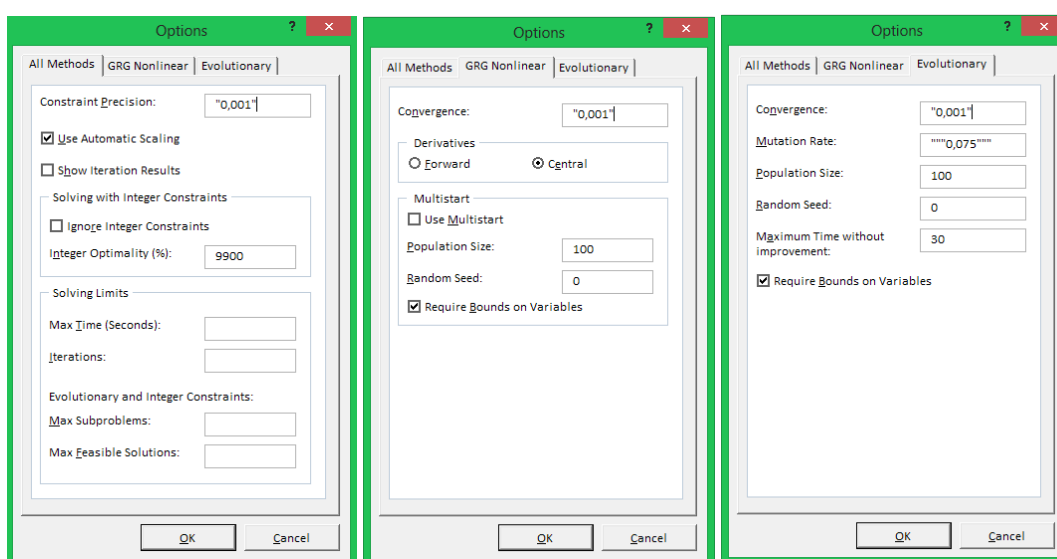 Options ? ×
All Methods GRG Nonlinear Evolutionary
Constraint Precision: "0,001"
Use Automatic Scaling
Show Iteration Results
Solving with Integer Constraints
Ignore Integer Constraints
Integer Optimality (%): 9900
Solving Limits
Max Time (Seconds):
Iterations:
Evolutionary and Integer Constraints:
Max Subproblems:
Max Feasible Solutions:
OK Cancel
Options ? ×
All Methods GRG Nonlinear Evolutionary
Convergence: "0,001"
Derivatives
Forward Central
Multistart
Use Multistart
Population Size: 100
Random Seed: 0
Require Bounds on Variables
OK Cancel
Options ? ×
All Methods GRG Nonlinear Evolutionary
Convergence: "0,001"
Mutation Rate: """0,075"""
Population Size: 100
Random Seed: 0
Maximum Time without 30
improvement:
Require Bounds on Variables
OK Cancel